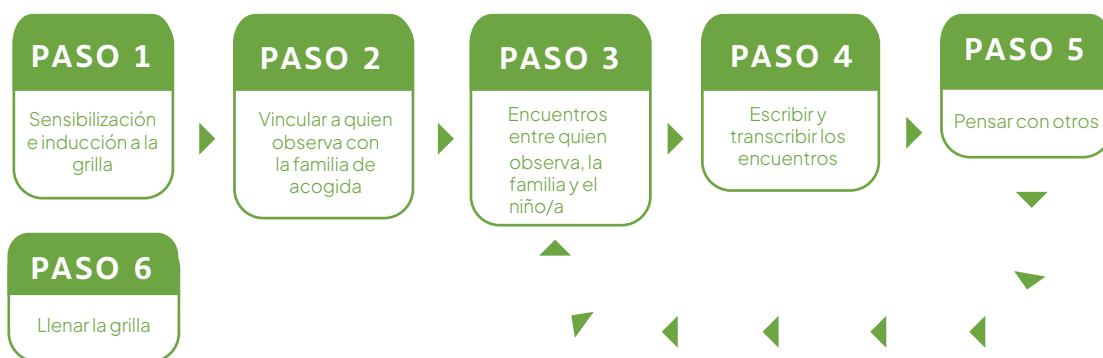 PASO 1
Sensibilización
e inducción a la
grilla
PASO 2
Vincular a quien
observa con
la familia de
acogida
PASO 3
Encuentros
entre quien
observa, la
familia y el
niño/a
PASO 4
Escribir y
transcribir los
encuentros
PASO 5
Pensar con otros
PASO 6
Llenar la grilla